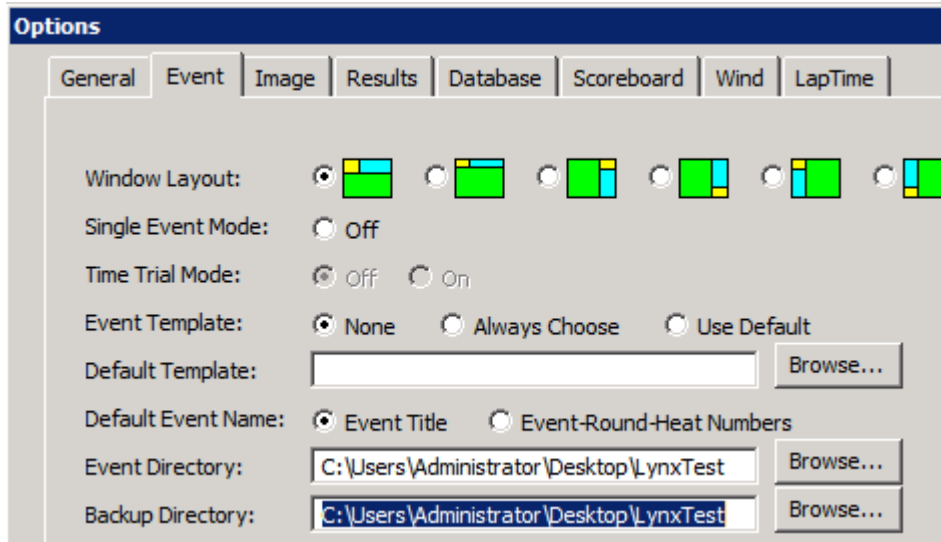 Options
General Event Image Results Database Scoreboard Wind LapTime
Window Layout:
Single Event Mode: Off
Time Trial Mode: Off On
Event Template: None Always Choose Use Default
Default Template: Browse...
Default Event Name: Event Title Event-Round-Heat Numbers
Event Directory: C:\Users\Administrator\Desktop\LynxTest Browse...
Backup Directory: C:\Users\Administrator\Desktop\LynxTest Browse...